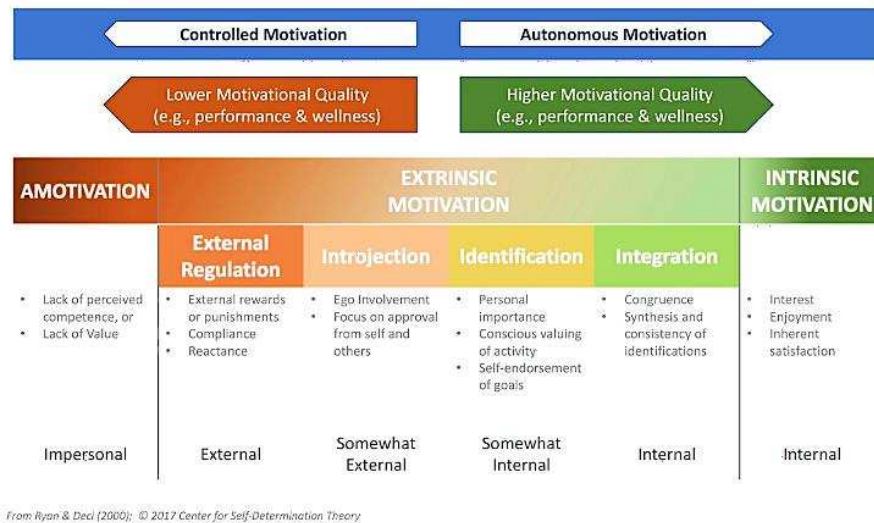 Controlled Motivation
Autonomous Motivation
Lower Motivational Quality
(e.g., performance & wellness)
Higher Motivational Quality
(e.g., performance & wellness)
AMOTIVATION
EXTRINSIC
MOTIVATION
INTRINSIC
MOTIVATION
External
Regulation
Introjection
Identification
Integration
• Lack of perceived
competence, or
• Lack of Value
• External rewards
or punishments
• Compliance
• Reactance
• Ego Involvement
• Focus on approval
from self and
others
• Personal
importance
• Conscious valuing
of activity
• Self-endorsement
of goals
• Congruence
• Synthesis and
consistency of
identifications
• Interest
• Enjoyment
• Inherent
satisfaction
Impersonal
External
Somewhat
External
Somewhat
Internal
Internal
Internal
From Ryan & Deci (2000); © 2017 Center for Self-Determination Theory